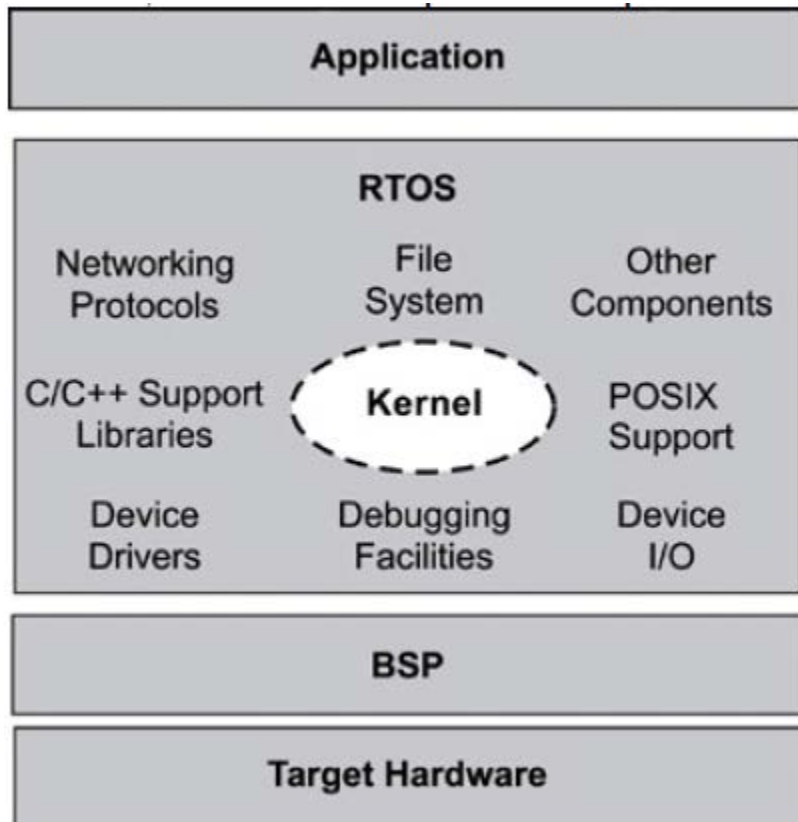 Application
RTOS
Networking
Protocols
File
System
Other
Components
C/C++ Support
Libraries
Kernel
POSIX
Support
Device
Drivers
Debugging
Facilities
Device
I/O
BSP
Target Hardware